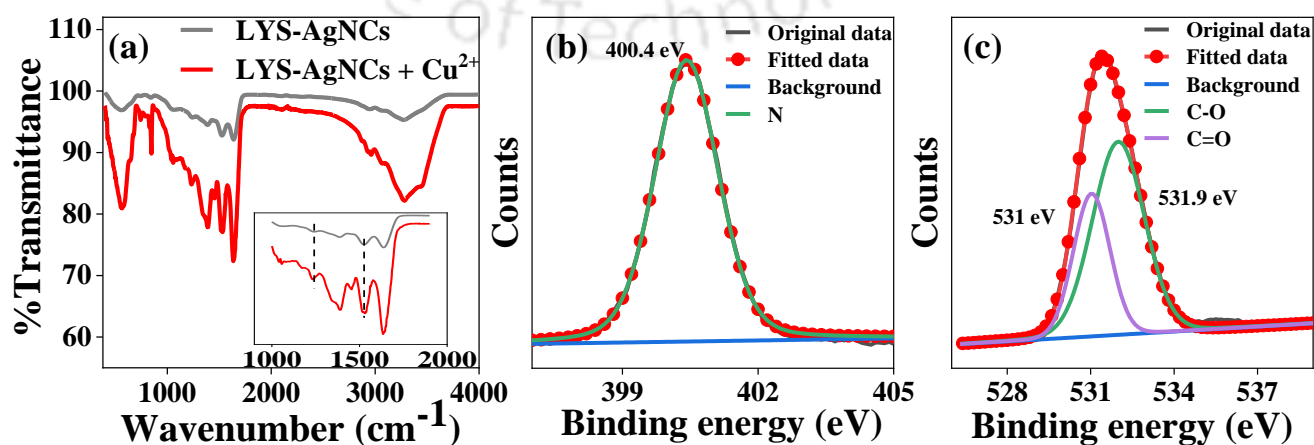 s of Technolo
(a)
LYS-AgNCs
LYS-AgNCs + Cu²⁺
%Transmittance
110
100
90
80
70
60
1000
1500
2000
1000
2000
3000
4000
Wavenumber (cm⁻¹)
(b)
400.4 eV
Original data
Fitted data
Background
N
Counts
399
402
405
Binding energy (eV)
(c)
Original data
Fitted data
Background
C-O
C=O
531 eV
531.9 eV
Counts
528
531
534
537
Binding energy (eV)